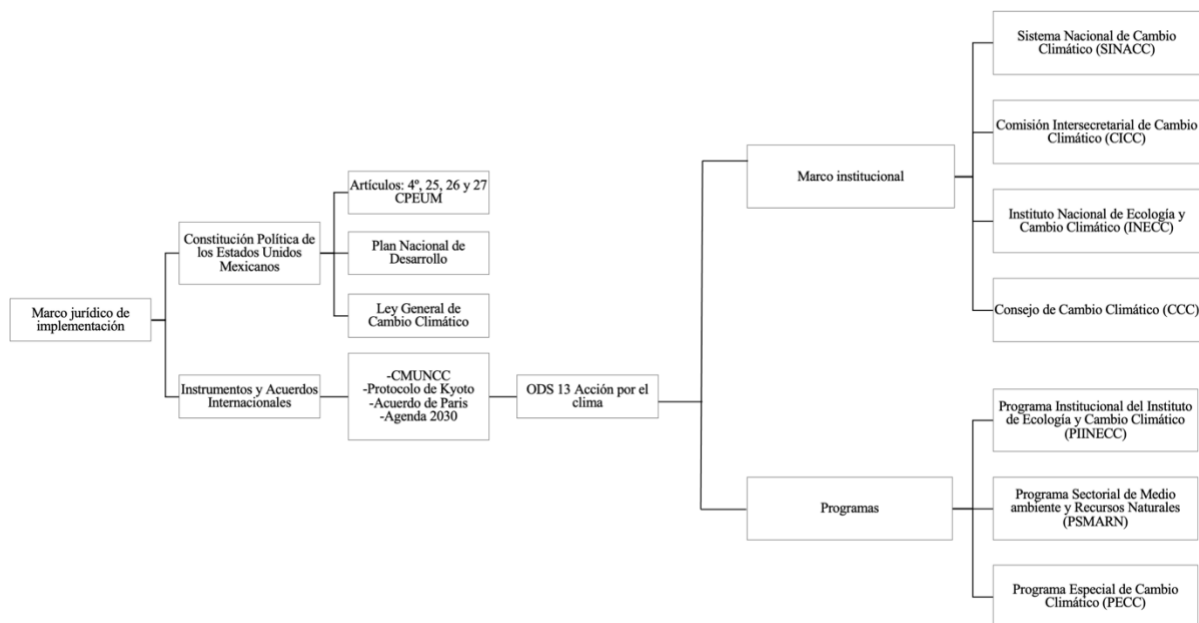 Marco jurídico de
implementación
Constitución Política de
los Estados Unidos
Mexicanos
Artículos: 4º, 25, 26 y 27
CPEUM
Plan Nacional de
Desarrollo
Ley General de
Cambio Climático
Instrumentos y Acuerdos
Internacionales
-CMUNCC
-Protocolo de Kyoto
-Acuerdo de Paris
-Agenda 2030
ODS 13 Acción por el
clima
Marco institucional
Sistema Nacional de Cambio
Climático (SINACC)
Comisión Intersecretarial de Cambio
Climático (CICC)
Instituto Nacional de Ecología y
Cambio Climático (INECC)
Consejo de Cambio Climático (CCC)
Programas
Programa Institucional del Instituto
de Ecología y Cambio Climático
(PIINECC)
Programa Sectorial de Medio
ambiente y Recursos Naturales
(PSMARN)
Programa Especial de Cambio
Climático (PECC)